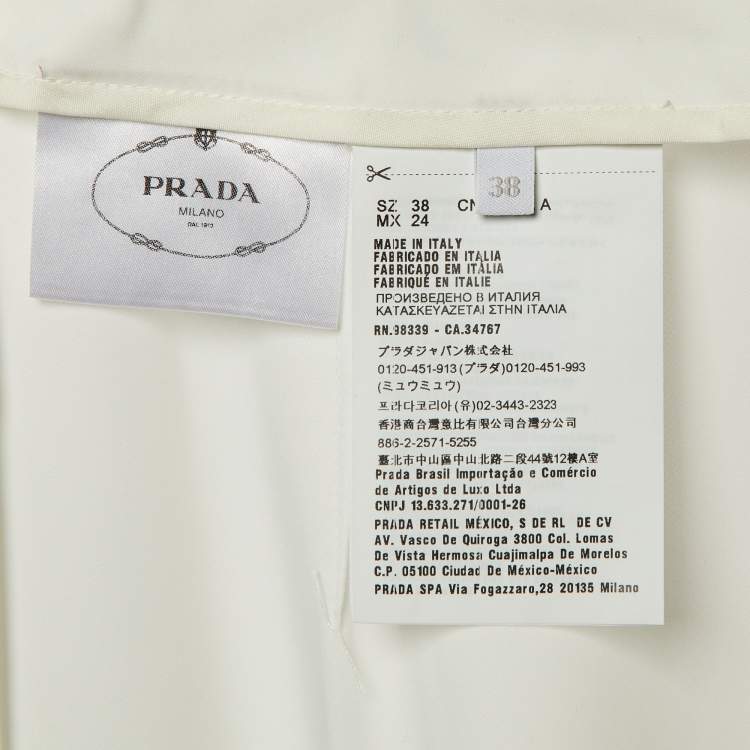 PRADA
MILANO
DAL 1913
38
SZ 38 CN A
MX 24
MADE IN ITALY
FABRICADO EN ITALIA
FABRICADO EM ITÁLIA
FABRIQUÉ EN ITALIE
ПРОИЗВЕДЕНО В ИТАЛИЯ
ΚΑΤΑΣΚΕΥΑΖΕΤΑΙ ΣΤΗΝ ΙΤΑΛΙΑ
RN.98339 - CA.34767
プラダジャパン株式会社
0120-451-913(プラダ)0120-451-993
(ミュウミュウ)
프라다코리아(유)02-3443-2323
香港商台灣意比有限公司台灣分公司
886-2-2571-5255
臺北市中山區中山北路二段44號12樓A室
Prada Brasil Importação e Comércio
de Artigos de Luxo Ltda
CNPJ 13.633.271/0001-26
PRADA RETAIL MÉXICO, S DE RL DE CV
AV. Vasco De Quiroga 3800 Col. Lomas
De Vista Hermosa Cuajimalpa De Morelos
C.P. 05100 Ciudad De México-México
PRADA SPA Via Fogazzaro,28 20135 Milano